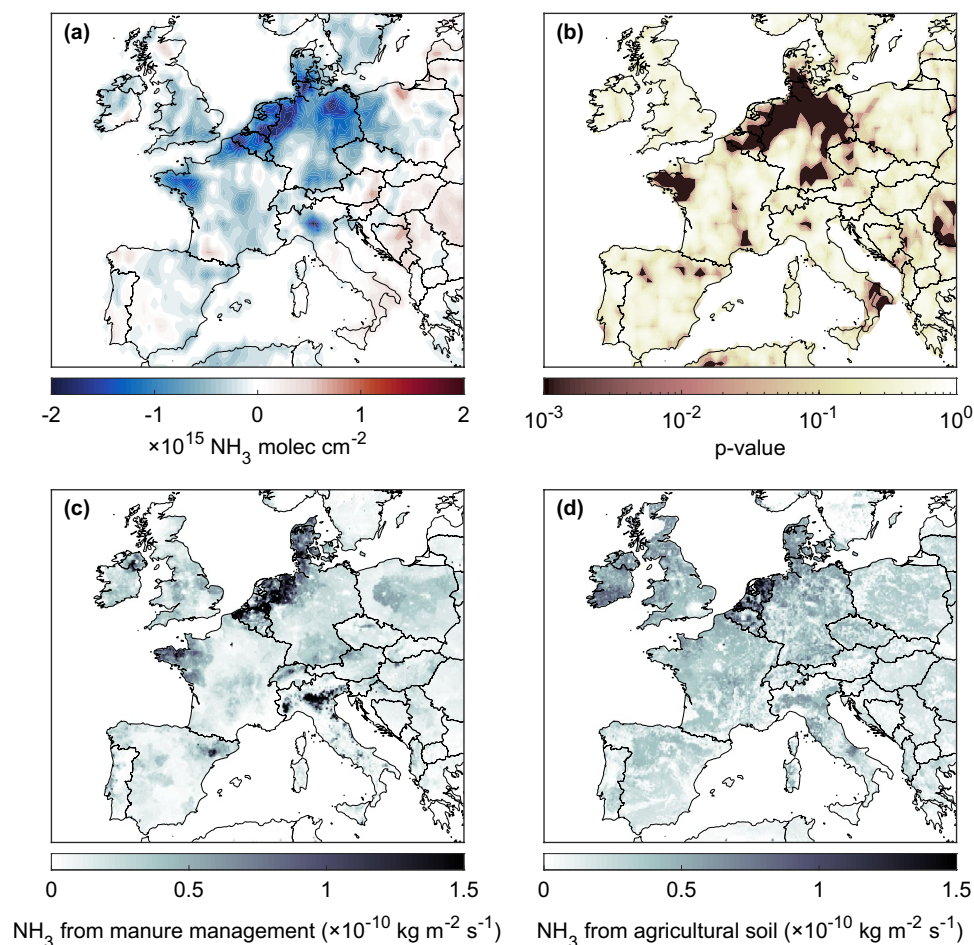 (a)
(b)
-2 -1 0 1 2
×10¹⁵ NH₃ molec cm⁻²
10⁻³ 10⁻² 10⁻¹ 10⁰
p-value
(c)
(d)
0 0.5 1 1.5
NH₃ from manure management (×10⁻¹⁰ kg m⁻² s⁻¹)
0 0.5 1 1.5
NH₃ from agricultural soil (×10⁻¹⁰ kg m⁻² s⁻¹)